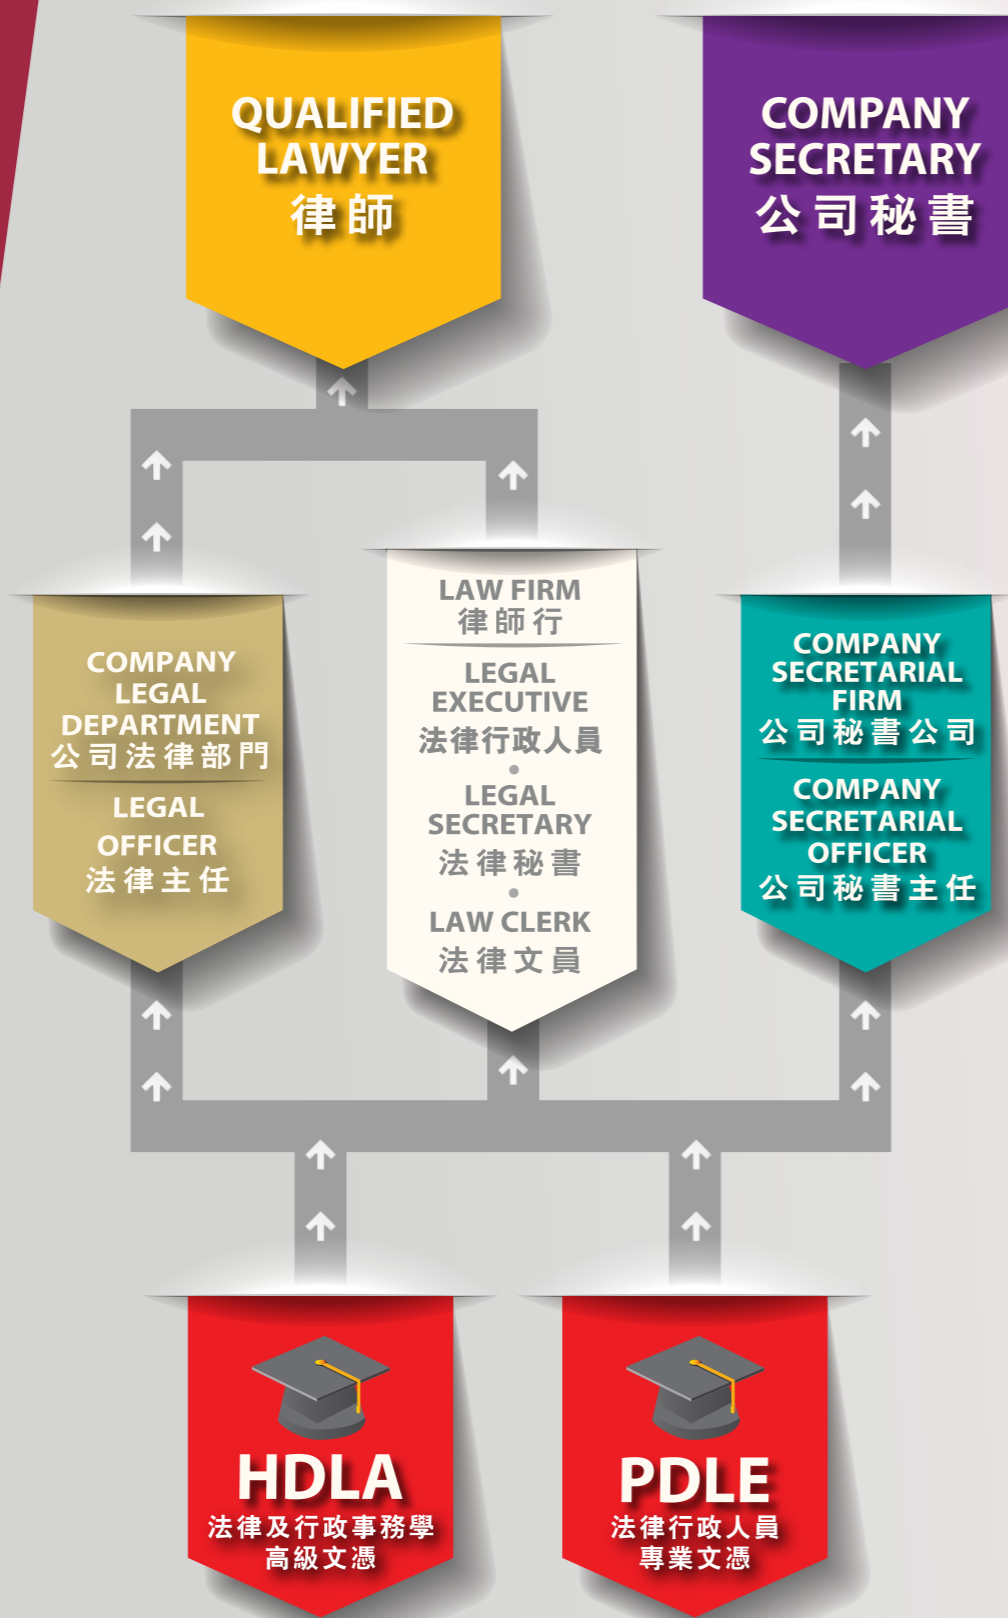 QUALIFIED
LAWYER
律師
COMPANY
SECRETARY
公司秘書
COMPANY
LEGAL
DEPARTMENT
公司法律部門
LEGAL
OFFICER
法律主任
LAW FIRM
律師行
LEGAL
EXECUTIVE
法律行政人員
•
LEGAL
SECRETARY
法律秘書
•
LAW CLERK
法律文員
COMPANY
SECRETARIAL
FIRM
公司秘書公司
COMPANY
SECRETARIAL
OFFICER
公司秘書主任
HDLA
法律及行政事務學
高級文憑
PDLE
法律行政人員
專業文憑